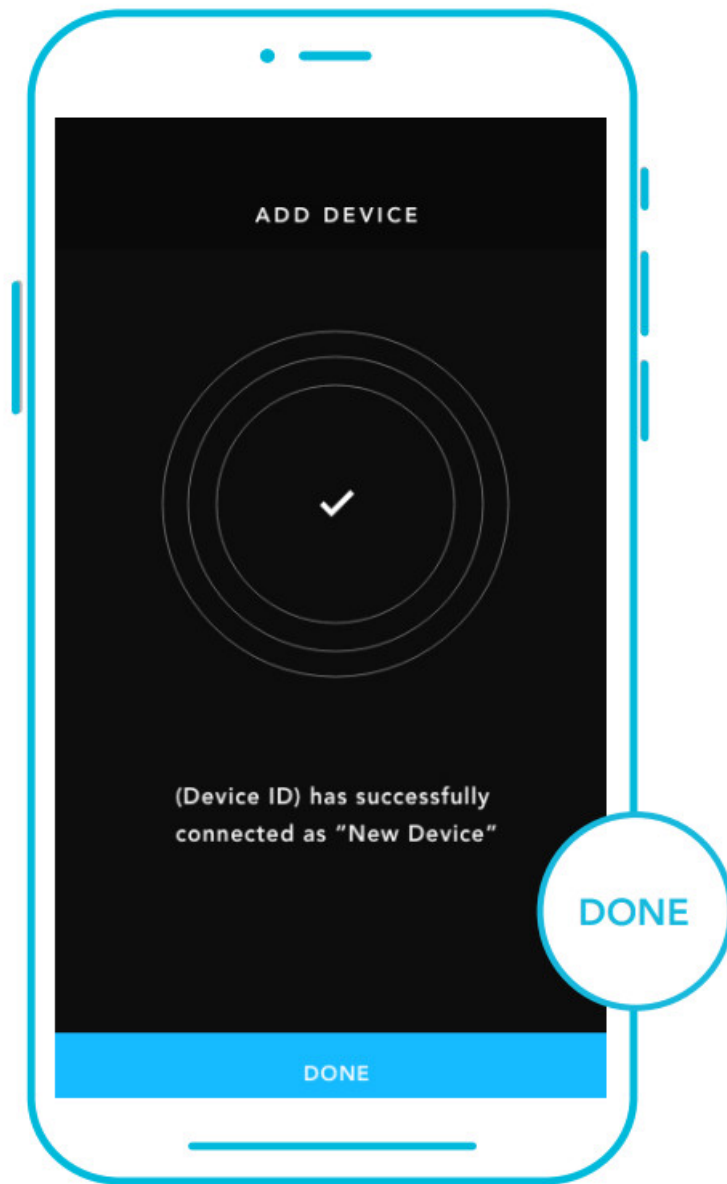 ADD DEVICE
(Device ID) has successfully
connected as “New Device”
DONE
DONE